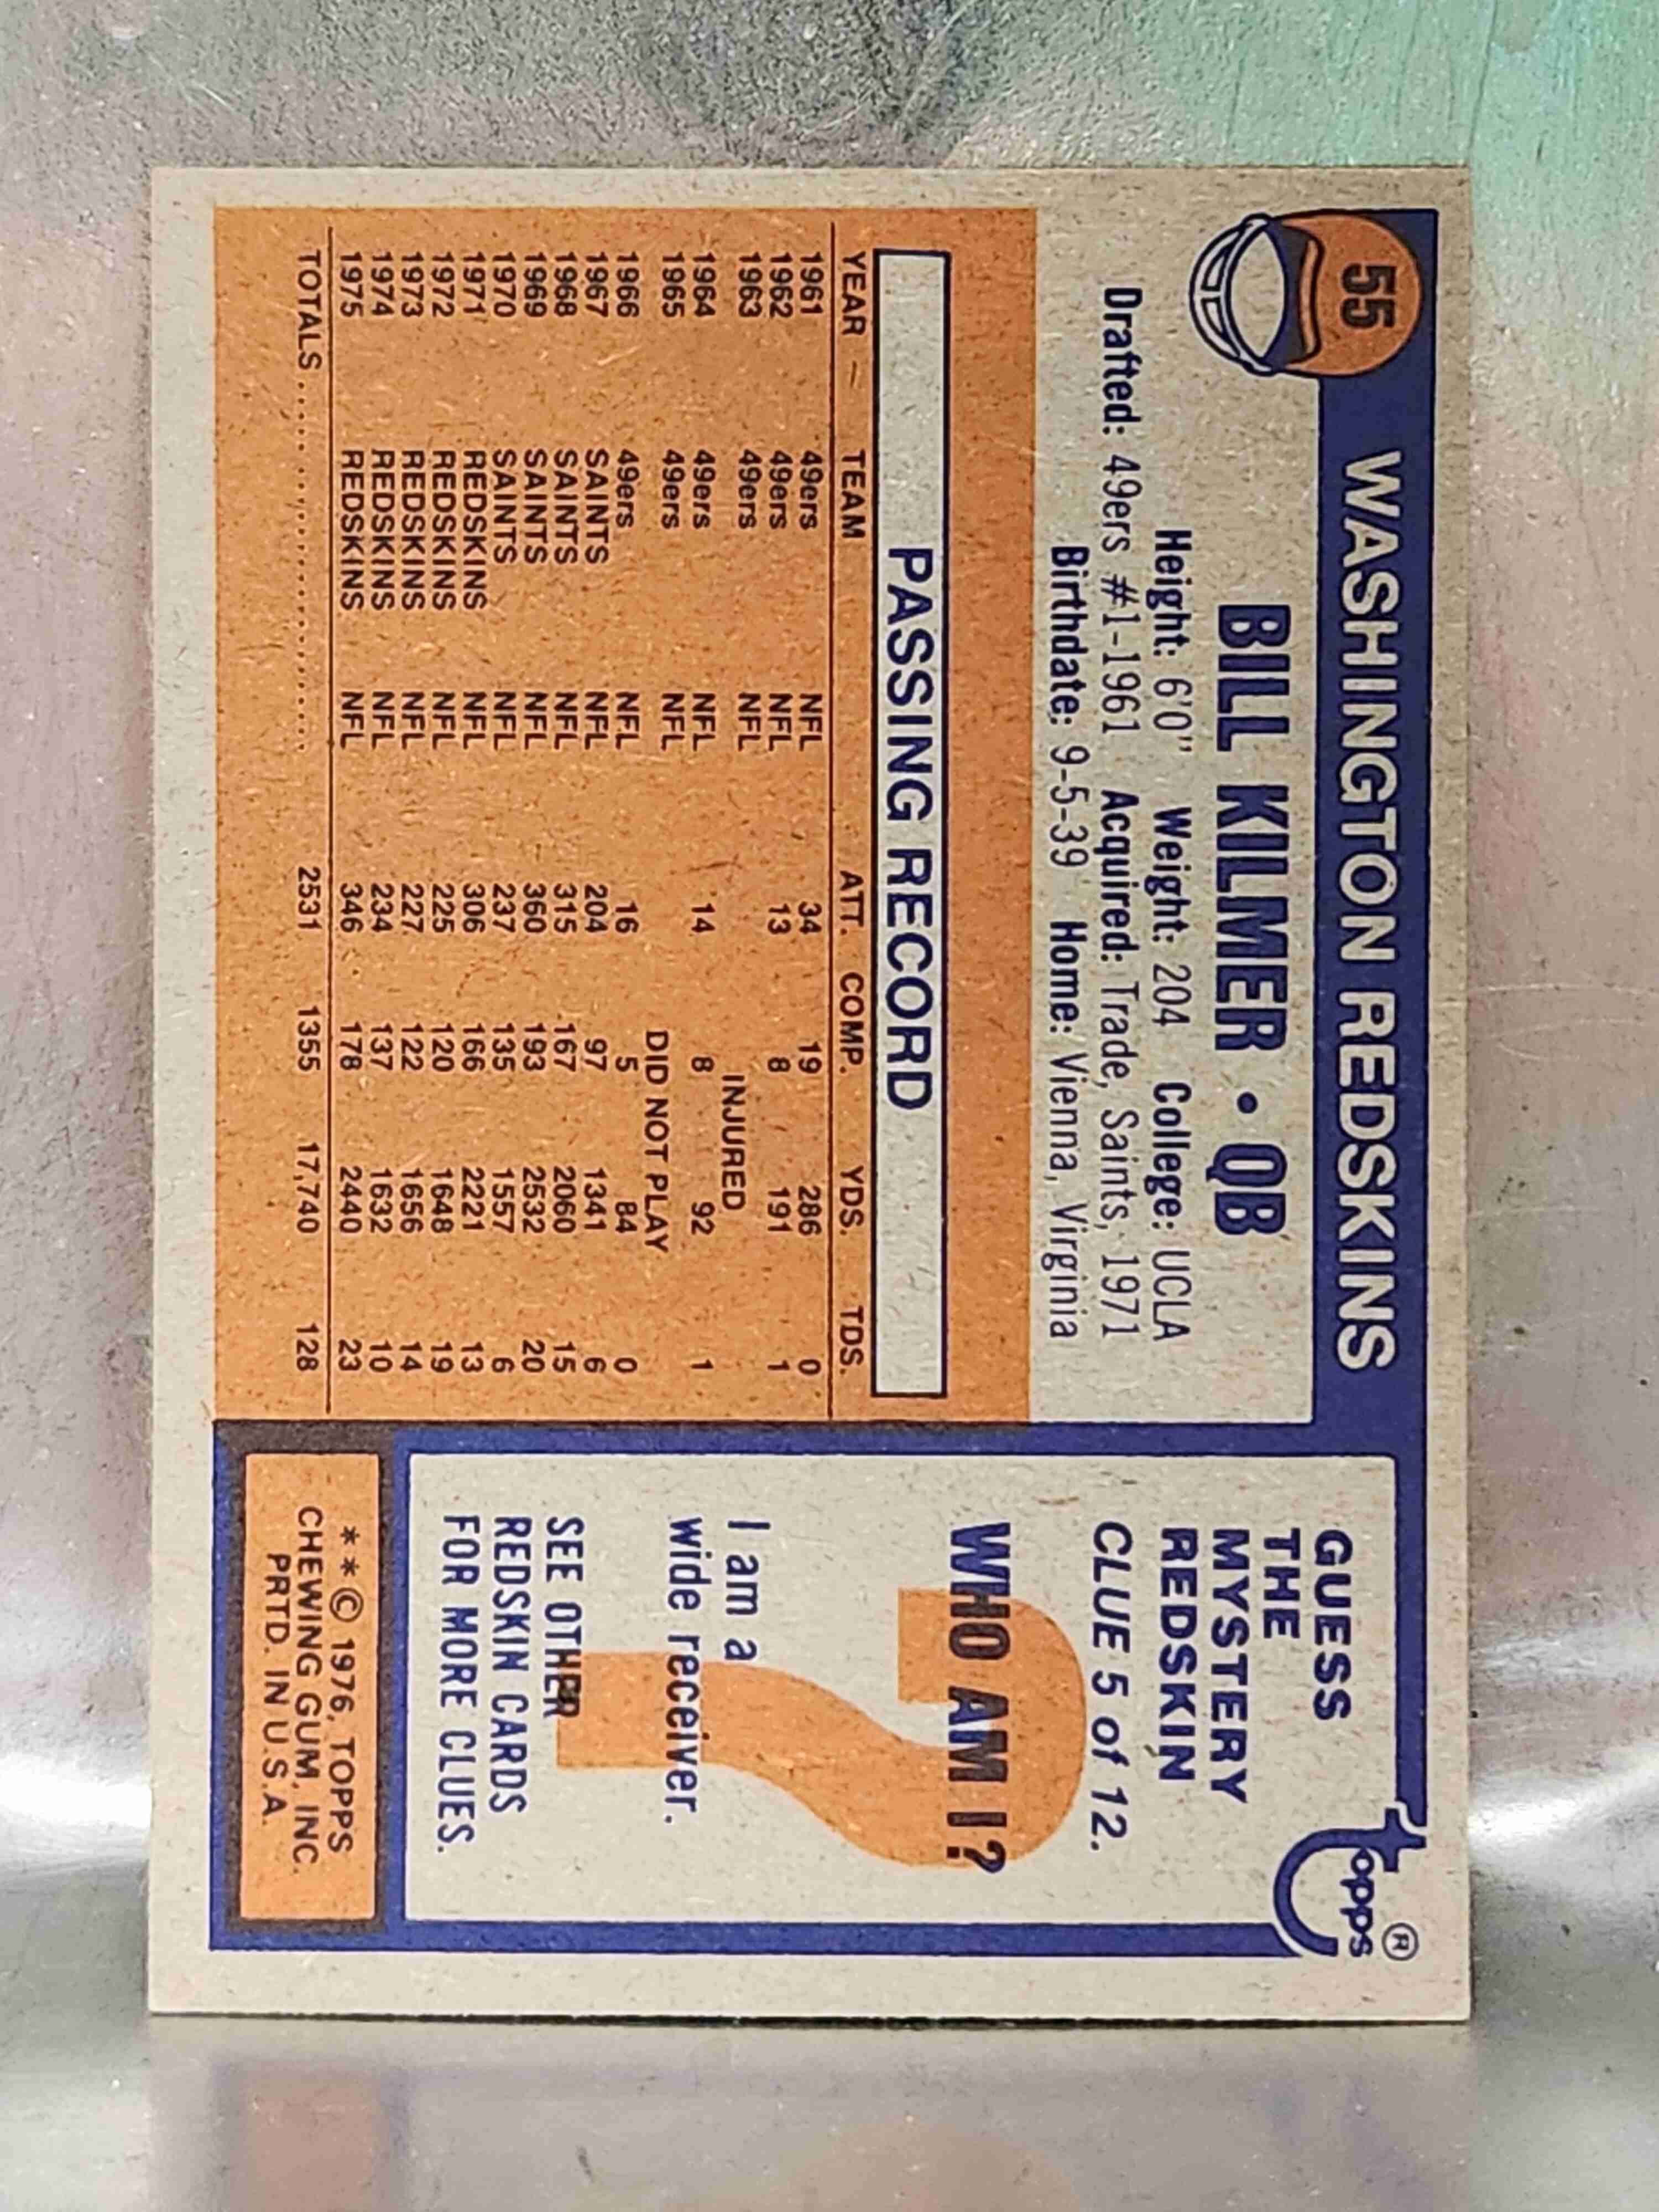 55 WASHINGTON REDSKINS
BILL KILMER • QB
Height: 6'0" Weight: 204 College: UCLA
Drafted: 49ers #1-1961 Acquired: Trade, Saints, 1971
Birthdate: 9-5-39 Home: Vienna, Virginia
PASSING RECORD
YEAR – TEAM ATT. COMP. YDS. TDS.
1961 49ers NFL 34 19 286 0
1962 49ers NFL 13 8 191 1
1963 49ers NFL INJURED
1964 49ers NFL 14 8 92 1
1965 49ers NFL DID NOT PLAY
1966 49ers NFL 16 5 84 0
1967 SAINTS NFL 204 97 1341 6
1968 SAINTS NFL 315 167 2060 15
1969 SAINTS NFL 360 193 2532 20
1970 SAINTS NFL 237 135 1557 6
1971 REDSKINS NFL 306 166 2221 13
1972 REDSKINS NFL 225 120 1648 19
1973 REDSKINS NFL 227 122 1656 14
1974 REDSKINS NFL 234 137 1632 10
1975 REDSKINS NFL 346 178 2440 23
TOTALS 2531 1355 17,740 128
Topps®
GUESS
THE
MYSTERY
REDSKIN
CLUE 5 of 12.
WHO AM I?
?
I am a
wide receiver.
SEE OTHER
REDSKIN CARDS
FOR MORE CLUES.
**© 1976, TOPPS
CHEWING GUM, INC.
PRTD. IN U.S.A.